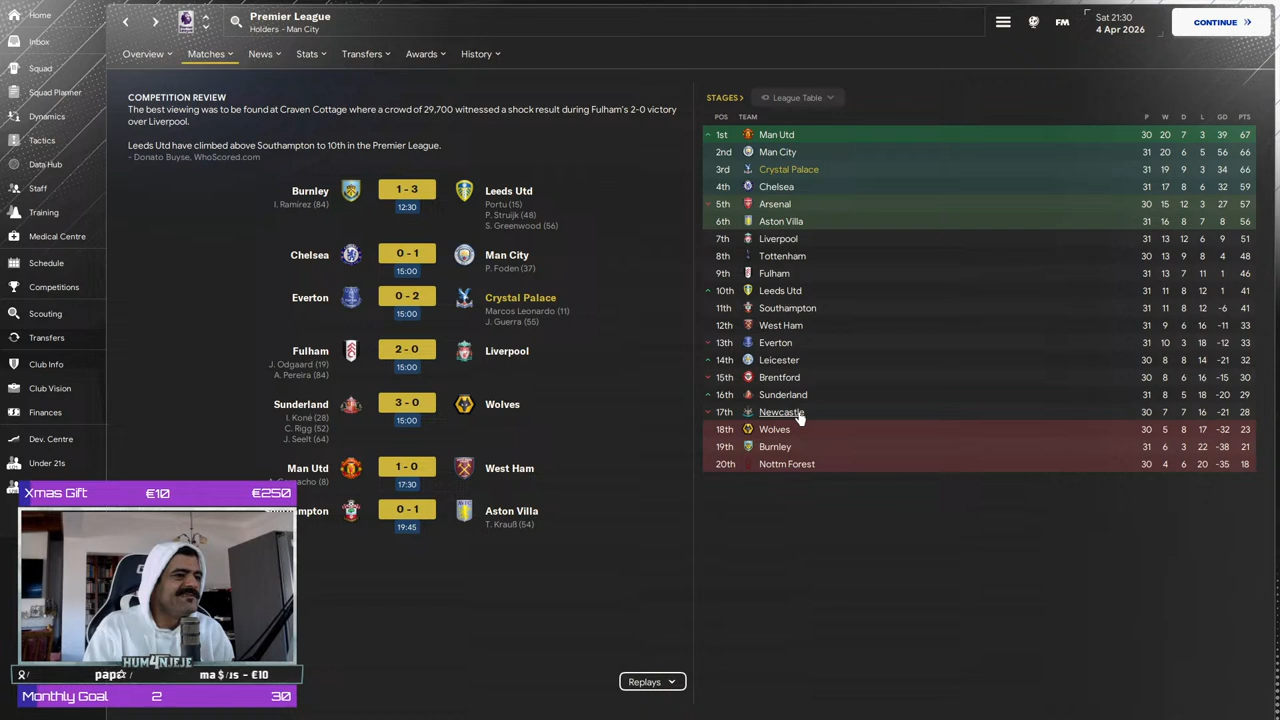 Home
Inbox
Squad
Squad Planner
Dynamics
Tactics
Data Hub
Staff
Training
Medical Centre
Schedule
Competitions
Scouting
Transfers
Club Info
Club Vision
Finances
Dev. Centre
Under 21s
Premier League
Holders - Man City
FM
Sat 21:30
4 Apr 2026
CONTINUE
Overview
Matches
News
Stats
Transfers
Awards
History
COMPETITION REVIEW
The best viewing was to be found at Craven Cottage where a crowd of 29,700 witnessed a shock result during Fulham's 2-0 victory
over Liverpool.
Leeds Utd have climbed above Southampton to 10th in the Premier League.
- Donato Buyse, WhoScored.com
Burnley 1 - 3 Leeds Utd
I. Ramirez (84) 12:30 Portu (15)
P. Struijk (48)
S. Greenwood (56)
Chelsea 0 - 1 Man City
15:00 P. Foden (37)
Everton 0 - 2 Crystal Palace
15:00 Marcos Leonardo (11)
J. Guerra (55)
Fulham 2 - 0 Liverpool
J. Odgaard (19) 15:00
A. Pereira (84)
Sunderland 3 - 0 Wolves
I. Koné (28) 15:00
C. Rigg (52)
J. Seelt (64)
Man Utd 1 - 0 West Ham
(8) 17:30
0 - 1 Aston Villa
19:45 T. Krauß (54)
Replays
STAGES League Table
POS TEAM P W D L GD PTS
1st Man Utd 30 20 7 3 39 67
2nd Man City 31 20 6 5 56 66
3rd Crystal Palace 31 19 9 3 34 66
4th Chelsea 31 17 8 6 32 59
5th Arsenal 30 15 12 3 27 57
6th Aston Villa 31 16 8 7 8 56
7th Liverpool 31 13 12 6 9 51
8th Tottenham 30 13 9 8 4 48
9th Fulham 31 13 7 11 1 46
10th Leeds Utd 31 11 8 12 1 41
11th Southampton 31 11 8 12 -6 41
12th West Ham 31 9 6 16 -11 33
13th Everton 31 10 3 18 -12 33
14th Leicester 30 8 8 14 -21 32
15th Brentford 30 8 6 16 -15 30
16th Sunderland 31 8 5 18 -20 29
17th Newcastle 30 7 7 16 -21 28
18th Wolves 30 5 8 17 -32 23
19th Burnley 31 6 3 22 -38 21
20th Nottm Forest 30 4 6 20 -35 18
Xmas Gift €10 €250
HUM4NJEJE
Monthly Goal 2 30